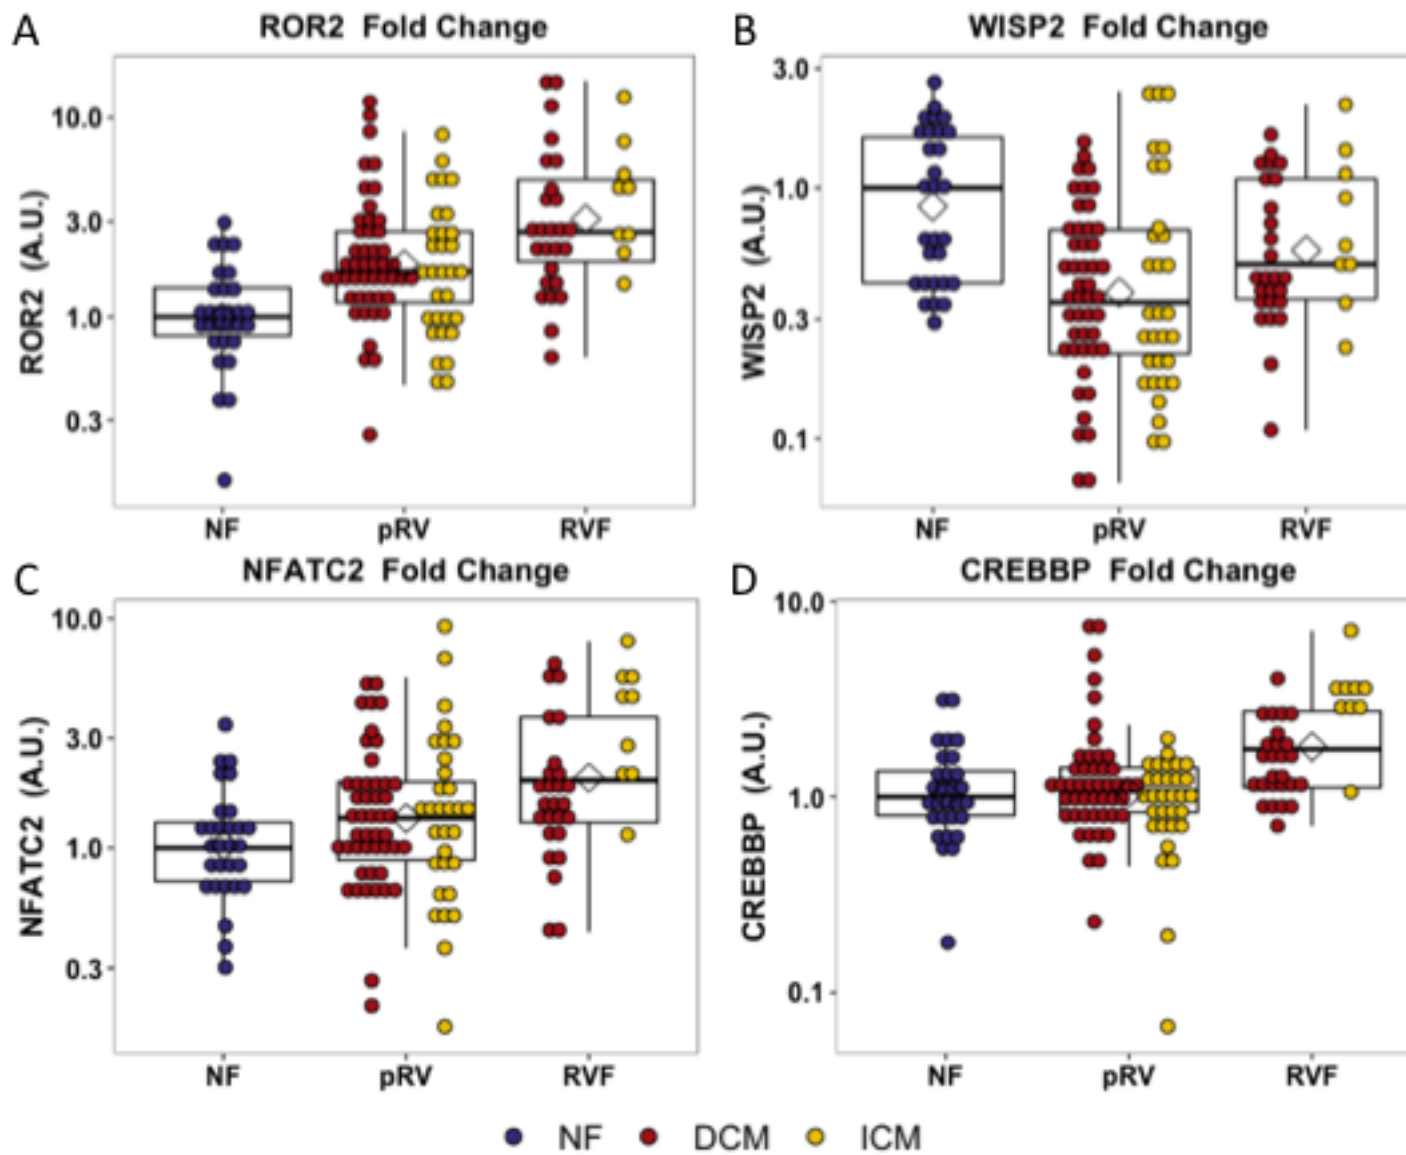 A
ROR2 Fold Change
10.0
3.0
1.0
0.3
ROR2 (A.U.)
NF
pRV
RVF
B
WISP2 Fold Change
3.0
1.0
0.3
0.1
WISP2 (A.U.)
NF
pRV
RVF
C
NFATC2 Fold Change
10.0
3.0
1.0
0.3
NFATC2 (A.U.)
NF
pRV
RVF
D
CREBBP Fold Change
10.0
1.0
0.1
CREBBP (A.U.)
NF
pRV
RVF
NF DCM ICM